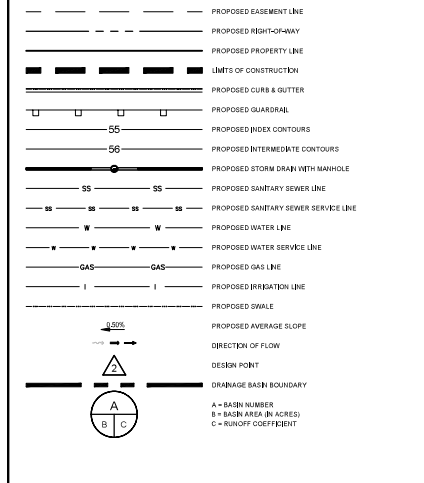 PROPOSED EASEMENT LINE
PROPOSED RIGHT-OF-WAY
PROPOSED PROPERTY LINE
LIMITS OF CONSTRUCTION
PROPOSED CURB & GUTTER
PROPOSED GUARDRAIL
55 PROPOSED INDEX CONTOURS
56 PROPOSED INTERMEDIATE CONTOURS
PROPOSED STORM DRAIN WITH MANHOLE
SS SS PROPOSED SANITARY SEWER LINE
SS SS SS SS PROPOSED SANITARY SEWER SERVICE LINE
W W PROPOSED WATER LINE
W W W W PROPOSED WATER SERVICE LINE
GAS GAS PROPOSED GAS LINE
I I PROPOSED IRRIGATION LINE
PROPOSED SWALE
0.50% PROPOSED AVERAGE SLOPE
DIRECTION OF FLOW
2 DESIGN POINT
DRAINAGE BASIN BOUNDARY
A A = BASIN NUMBER
B C B = BASIN AREA (IN ACRES)
C = RUNOFF COEFFICIENT